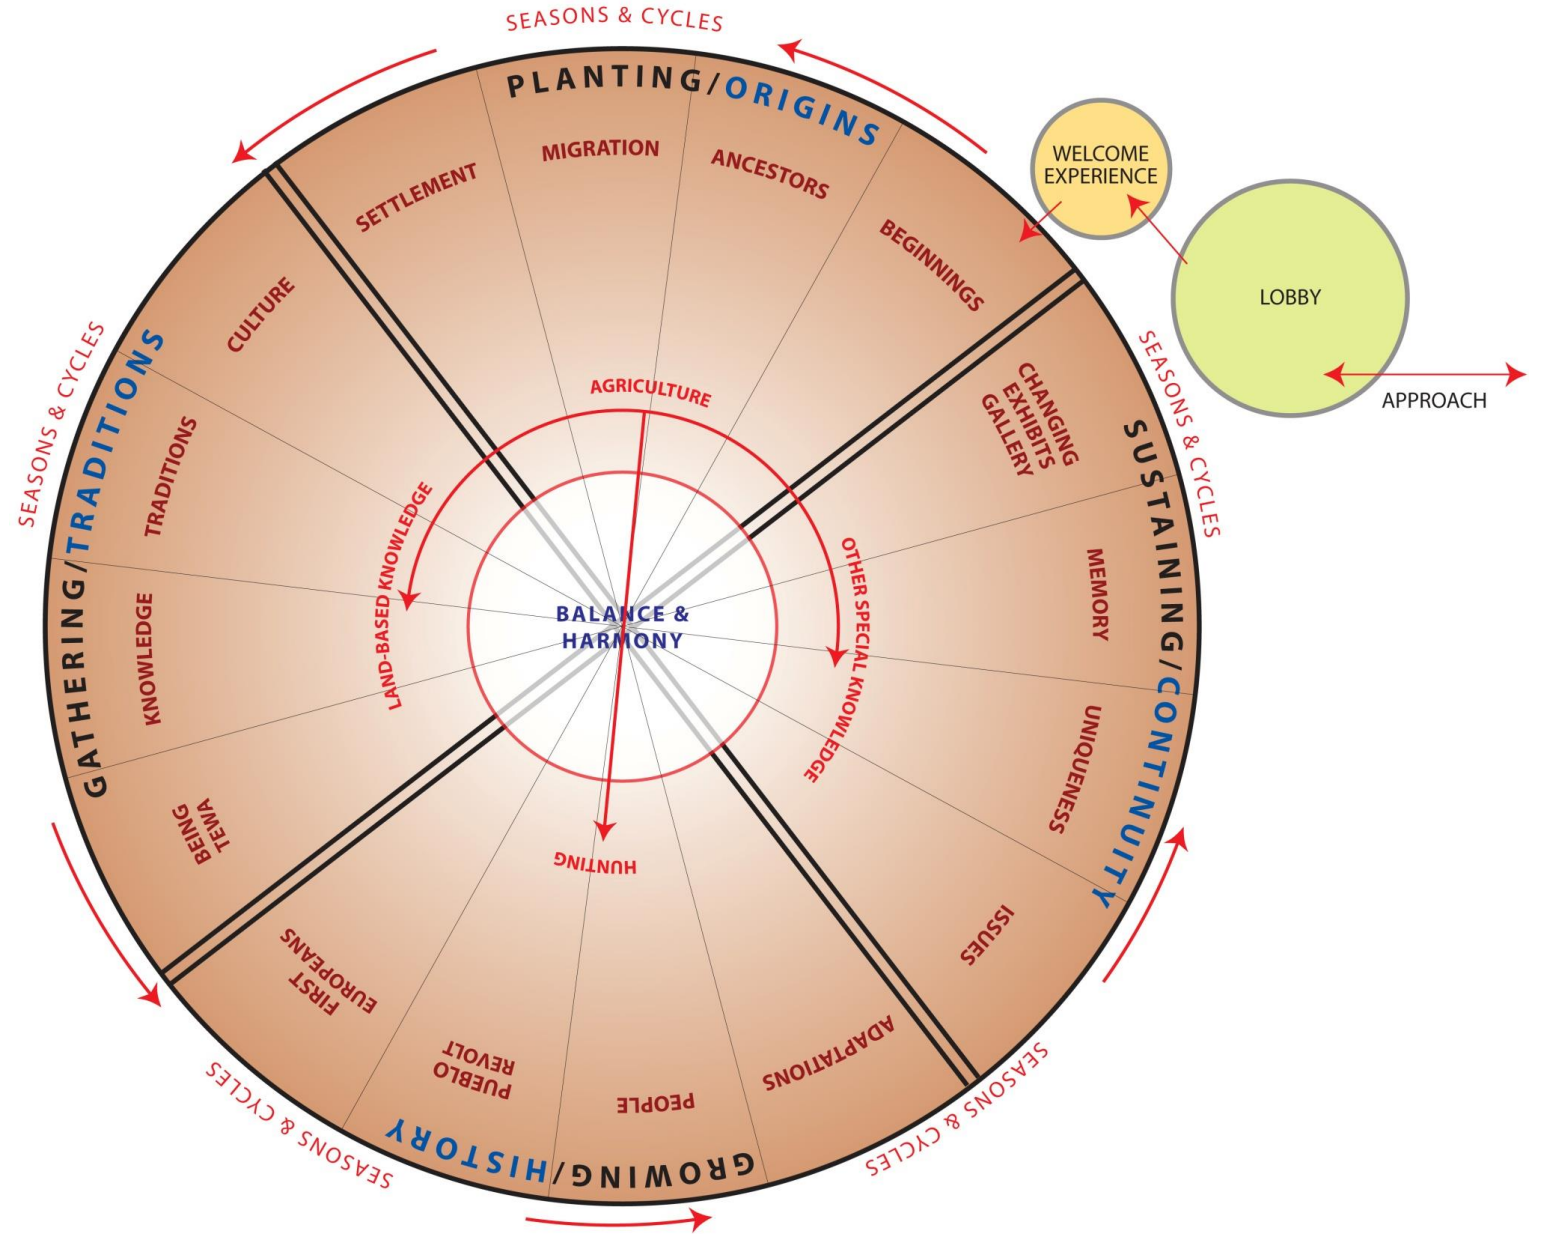 SEASONS & CYCLES
PLANTING/ORIGINS
SETTLEMENT
MIGRATION
ANCESTORS
BEGINNINGS
WELCOME
EXPERIENCE
LOBBY
APPROACH
SEASONS & CYCLES
GATHERING/TRADITIONS
CULTURE
TRADITIONS
KNOWLEDGE
BEING
TEWA
AGRICULTURE
LAND-BASED KNOWLEDGE
OTHER SPECIAL KNOWLEDGE
HUNTING
BALANCE &
HARMONY
SEASONS & CYCLES
SUSTAINING/CONTINUITY
CHANGING
EXHIBITS
GALLERY
MEMORY
UNIQUENESS
ISSUES
SEASONS & CYCLES
GROWING/HISTORY
FIRST
EUROPEANS
PUEBLO
REVOLT
PEOPLE
ADAPTATIONS
SEASONS & CYCLES